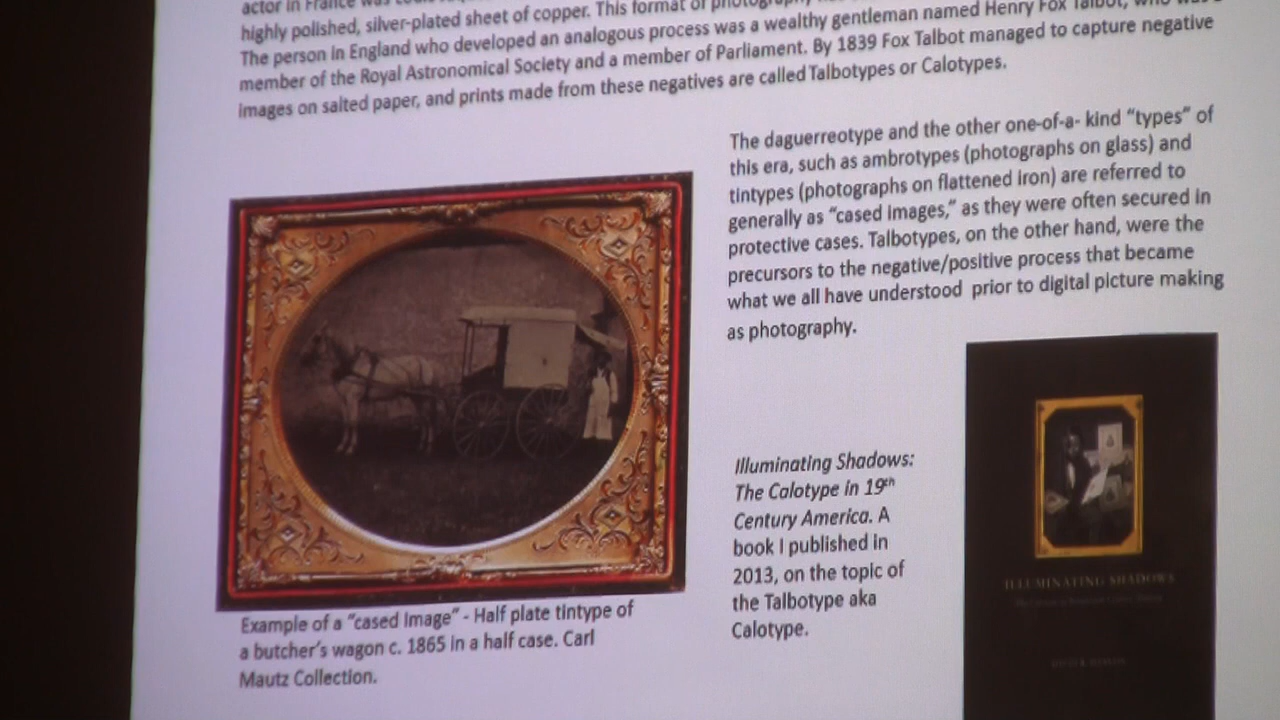 actor in France was
highly polished, silver-plated sheet of copper. This format of photography
The person in England who developed an analogous process was a wealthy gentleman named Henry Fox Talbot, who was a
member of the Royal Astronomical Society and a member of Parliament. By 1839 Fox Talbot managed to capture negative
images on salted paper, and prints made from these negatives are called Talbotypes or Calotypes.
The daguerreotype and the other one-of-a- kind “types” of
this era, such as ambrotypes (photographs on glass) and
tintypes (photographs on flattened iron) are referred to
generally as “cased images,” as they were often secured in
protective cases. Talbotypes, on the other hand, were the
precursors to the negative/positive process that became
what we all have understood prior to digital picture making
as photography.
Example of a “cased image” - Half plate tintype of
a butcher’s wagon c. 1865 in a half case. Carl
Mautz Collection.
Illuminating Shadows:
The Calotype in 19th
Century America. A
book I published in
2013, on the topic of
the Talbotype aka
Calotype.
ILLUMINATING SHADOWS